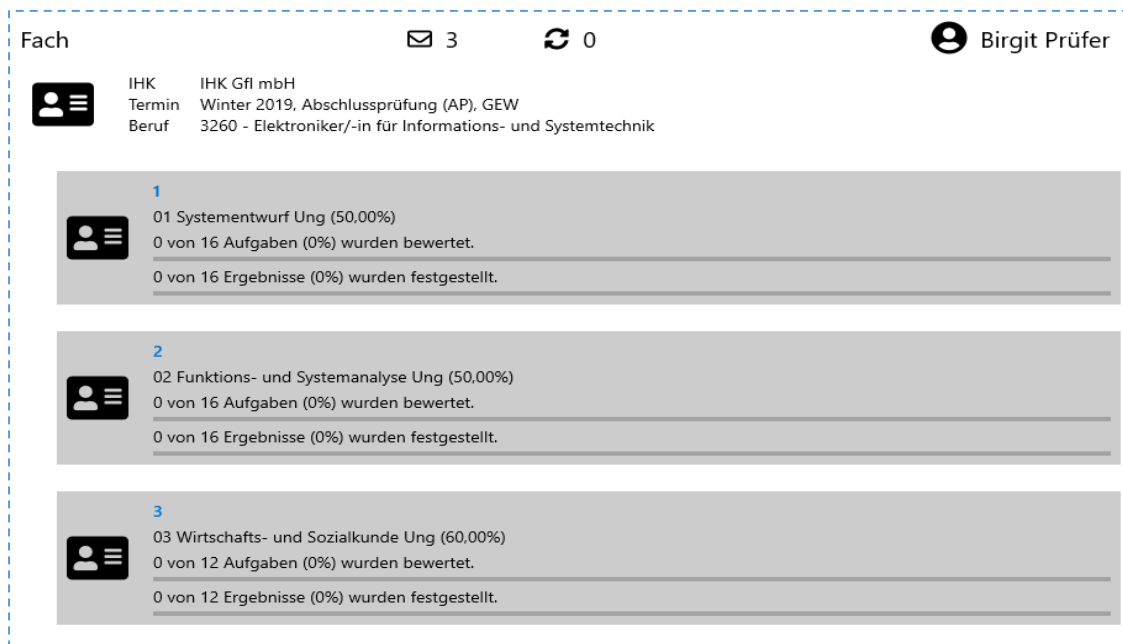 Fach 3 0 Birgit Prüfer
IHK IHK GfI mbH
Termin Winter 2019, Abschlussprüfung (AP), GEW
Beruf 3260 - Elektroniker/-in für Informations- und Systemtechnik
1
01 Systementwurf Ung (50,00%)
0 von 16 Aufgaben (0%) wurden bewertet.
0 von 16 Ergebnisse (0%) wurden festgestellt.
2
02 Funktions- und Systemanalyse Ung (50,00%)
0 von 16 Aufgaben (0%) wurden bewertet.
0 von 16 Ergebnisse (0%) wurden festgestellt.
3
03 Wirtschafts- und Sozialkunde Ung (60,00%)
0 von 12 Aufgaben (0%) wurden bewertet.
0 von 12 Ergebnisse (0%) wurden festgestellt.